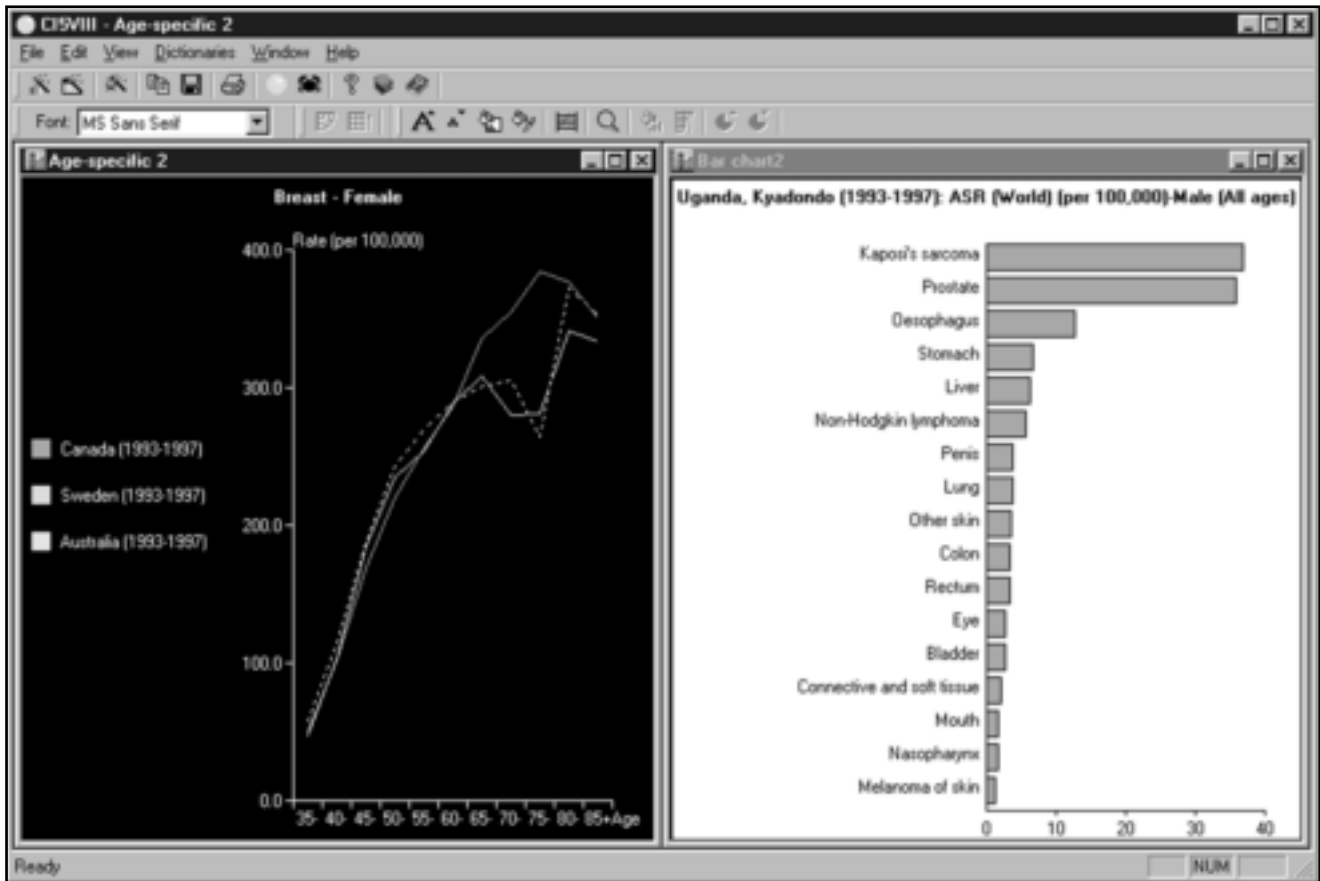 CI5VIII - Age-specific 2
File Edit View Dictionaries Window Help
Font: MS Sans Serif
Age-specific 2
Breast - Female
Rate (per 100,000)
400.0
300.0
200.0
100.0
0.0
35- 40- 45- 50- 55- 60- 65- 70- 75- 80- 85+Age
Canada (1993-1997)
Sweden (1993-1997)
Australia (1993-1997)
Bar chart2
Uganda, Kyadondo (1993-1997): ASR (World) (per 100,000)-Male (All ages)
Kaposi's sarcoma
Prostate
Oesophagus
Stomach
Liver
Non-Hodgkin lymphoma
Penis
Lung
Other skin
Colon
Rectum
Eye
Bladder
Connective and soft tissue
Mouth
Nasopharynx
Melanoma of skin
0 10 20 30 40
Ready
NUM